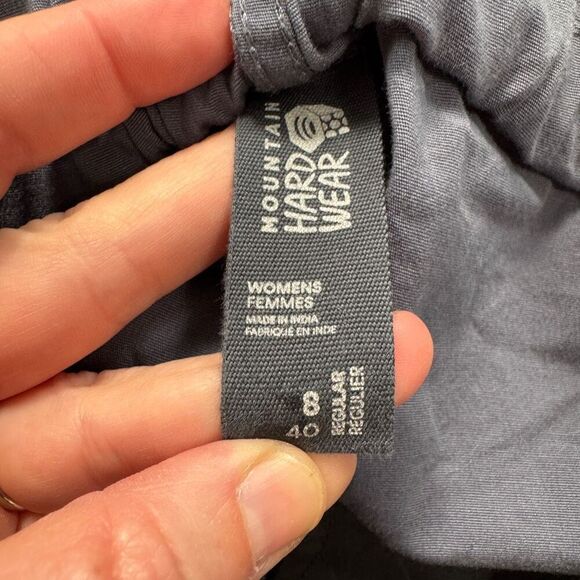 MOUNTAIN
HARD
WEAR
WOMENS
FEMMES
MADE IN INDIA
FABRIQUÉ EN INDE
8
40
REGULAR
REGULIER